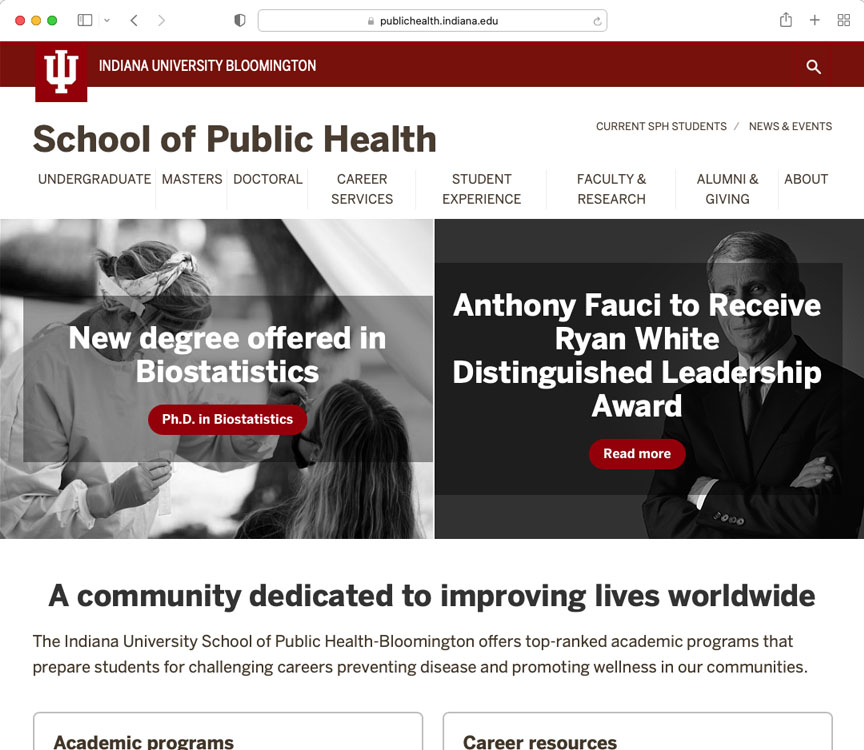 publichealth.indiana.edu
INDIANA UNIVERSITY BLOOMINGTON
School of Public Health
CURRENT SPH STUDENTS / NEWS & EVENTS
UNDERGRADUATE MASTERS DOCTORAL CAREER SERVICES STUDENT EXPERIENCE FACULTY & RESEARCH ALUMNI & GIVING ABOUT
New degree offered in
Biostatistics
Ph.D. in Biostatistics
Anthony Fauci to Receive
Ryan White
Distinguished Leadership
Award
Read more
A community dedicated to improving lives worldwide
The Indiana University School of Public Health-Bloomington offers top-ranked academic programs that
prepare students for challenging careers preventing disease and promoting wellness in our communities.
Academic programs
Career resources